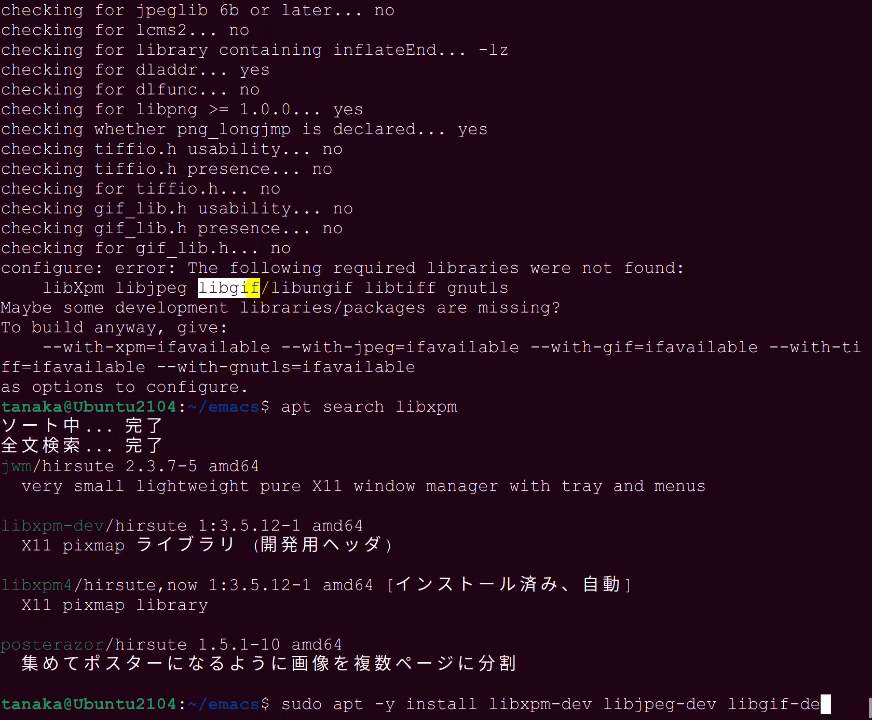 checking for jpeglib 6b or later... no
checking for lcms2... no
checking for library containing inflateEnd... -lz
checking for dladdr... yes
checking for dlfunc... no
checking for libpng >= 1.0.0... yes
checking whether png_longjmp is declared... yes
checking tiffio.h usability... no
checking tiffio.h presence... no
checking for tiffio.h... no
checking gif_lib.h usability... no
checking gif_lib.h presence... no
checking for gif_lib.h... no
configure: error: The following required libraries were not found:
    libXpm libjpeg libgif/libungif libtiff gnutls
Maybe some development libraries/packages are missing?
To build anyway, give:
    --with-xpm=ifavailable --with-jpeg=ifavailable --with-gif=ifavailable --with-ti
ff=ifavailable --with-gnutls=ifavailable
as options to configure.
tanaka@Ubuntu2104:~/emacs$ apt search libxpm
ソート中... 完了
全文検索... 完了
jwm/hirsute 2.3.7-5 amd64
  very small lightweight pure X11 window manager with tray and menus
libxpm-dev/hirsute 1:3.5.12-1 amd64
  X11 pixmap ライブラリ (開発用ヘッダ)
libxpm4/hirsute,now 1:3.5.12-1 amd64 [インストール済み、自動]
  X11 pixmap library
posterazor/hirsute 1.5.1-10 amd64
  集めてポスターになるように画像を複数ページに分割
tanaka@Ubuntu2104:~/emacs$ sudo apt -y install libxpm-dev libjpeg-dev libgif-de